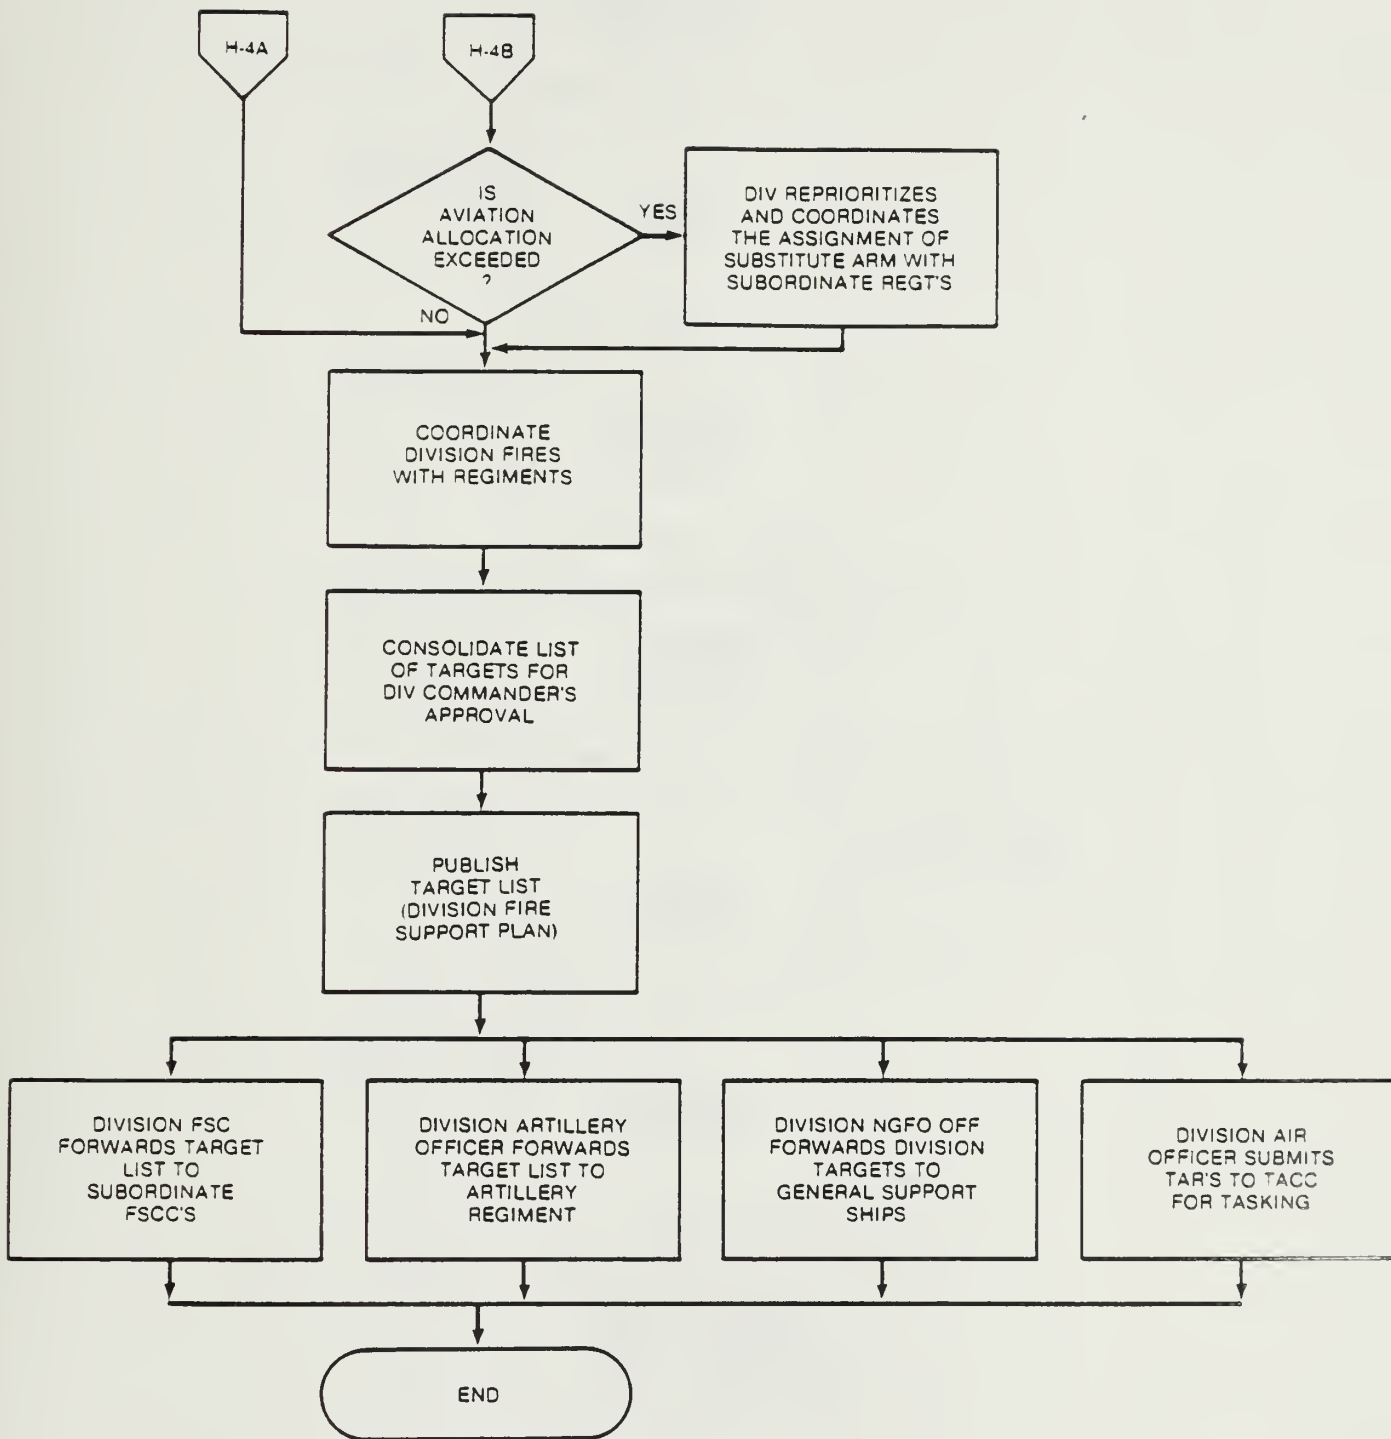 H-4A
H-4B
IS
AVIATION
ALLOCATION
EXCEEDED
?
YES
NO
DIV REPRIORITIZES
AND COORDINATES
THE ASSIGNMENT OF
SUBSTITUTE ARM WITH
SUBORDINATE REGT'S
COORDINATE
DIVISION FIRES
WITH REGIMENTS
CONSOLIDATE LIST
OF TARGETS FOR
DIV COMMANDER'S
APPROVAL
PUBLISH
TARGET LIST
(DIVISION FIRE
SUPPORT PLAN)
DIVISION FSC
FORWARDS TARGET
LIST TO
SUBORDINATE
FSCC'S
DIVISION ARTILLERY
OFFICER FORWARDS
TARGET LIST TO
ARTILLERY
REGIMENT
DIVISION NGFO OFF
FORWARDS DIVISION
TARGETS TO
GENERAL SUPPORT
SHIPS
DIVISION AIR
OFFICER SUBMITS
TAR'S TO TACC
FOR TASKING
END